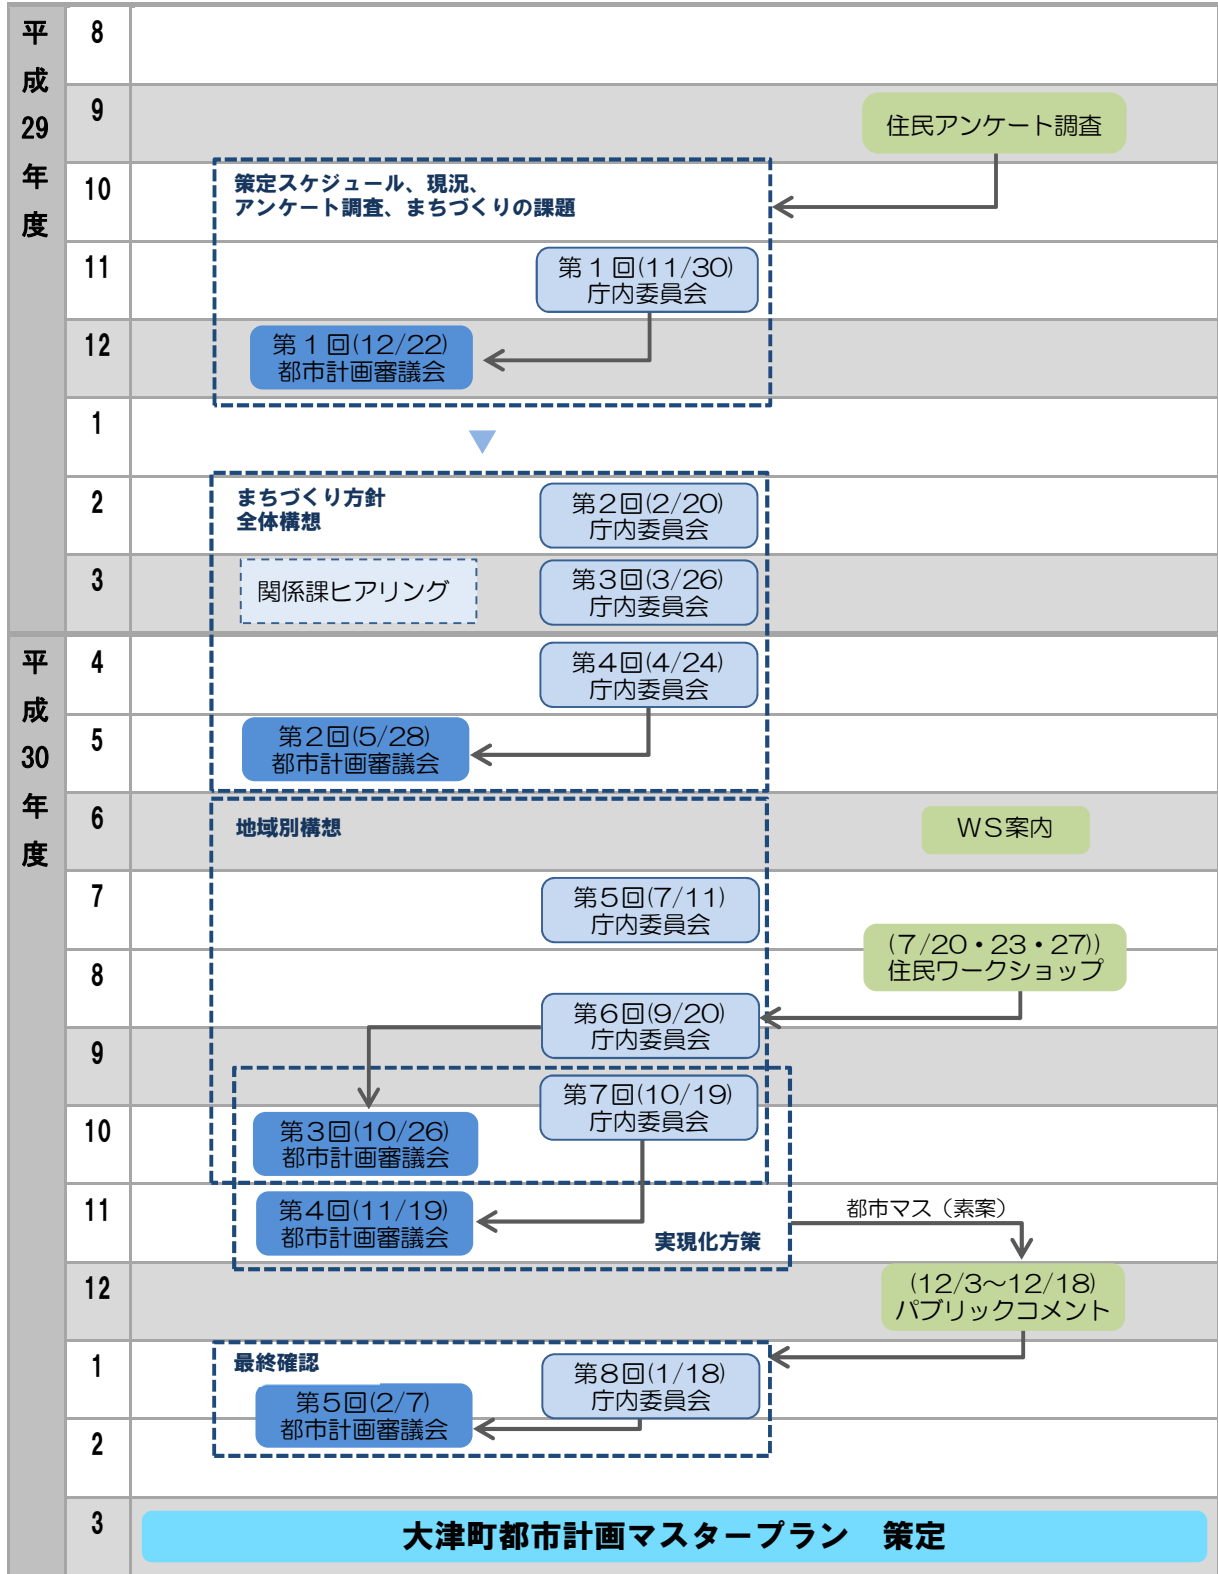 平成29年度
8
9
住民アンケート調査
10
策定スケジュール、現況、
アンケート調査、まちづくりの課題
11
第１回(11/30)
庁内委員会
12
第１回(12/22)
都市計画審議会
1
2
まちづくり方針
全体構想
第2回(2/20)
庁内委員会
3
関係課ヒアリング
第3回(3/26)
庁内委員会
平成30年度
4
第4回(4/24)
庁内委員会
5
第2回(5/28)
都市計画審議会
6
地域別構想
ＷＳ案内
7
第5回(7/11)
庁内委員会
(7/20・23・27))
住民ワークショップ
8
第6回(9/20)
庁内委員会
9
第7回(10/19)
庁内委員会
10
第3回(10/26)
都市計画審議会
11
第4回(11/19)
都市計画審議会
実現化方策
都市マス（素案）
12
(12/3～12/18)
パブリックコメント
1
最終確認
第8回(1/18)
庁内委員会
第5回(2/7)
都市計画審議会
2
3
大津町都市計画マスタープラン　策定